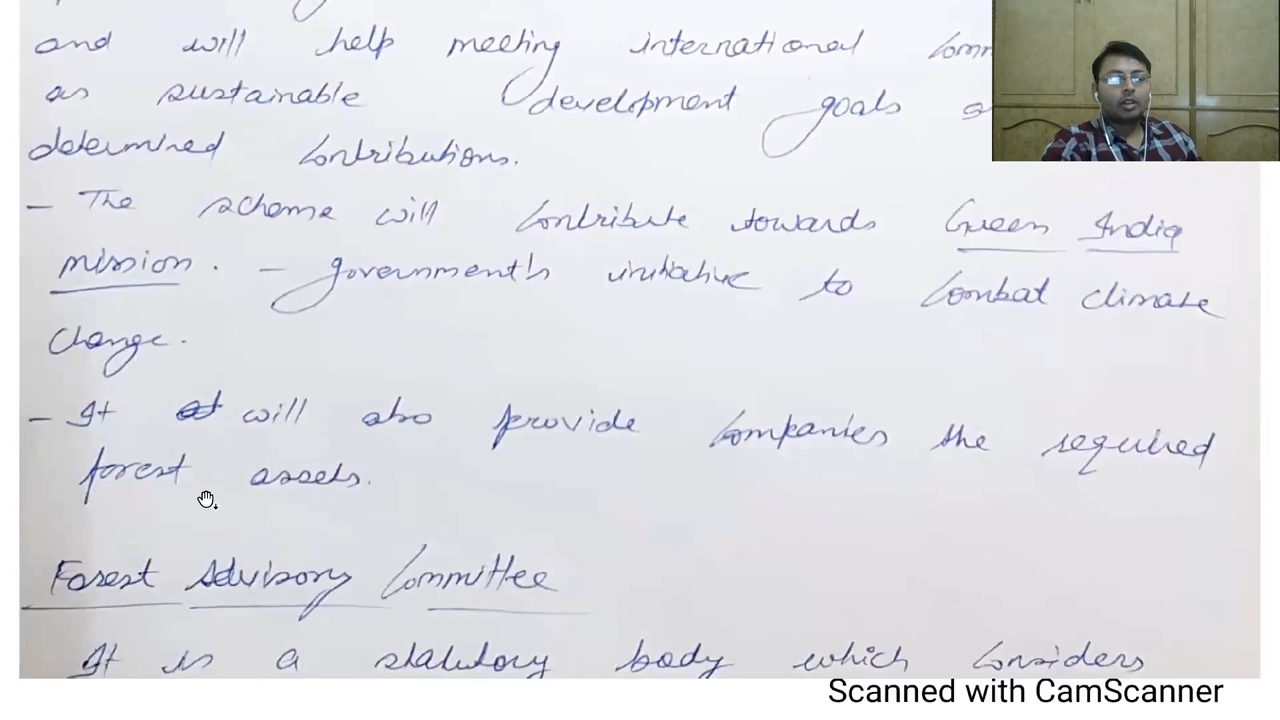 and will help meeting international
as sustainable development goals
determined contributions.
- The scheme will contribute towards Green India
mission. - government's initiative to combat climate
change.
- It will also provide companies the required
forest assets.
Forest Advisory Committee
It is a statutory body which considers
Scanned with CamScanner